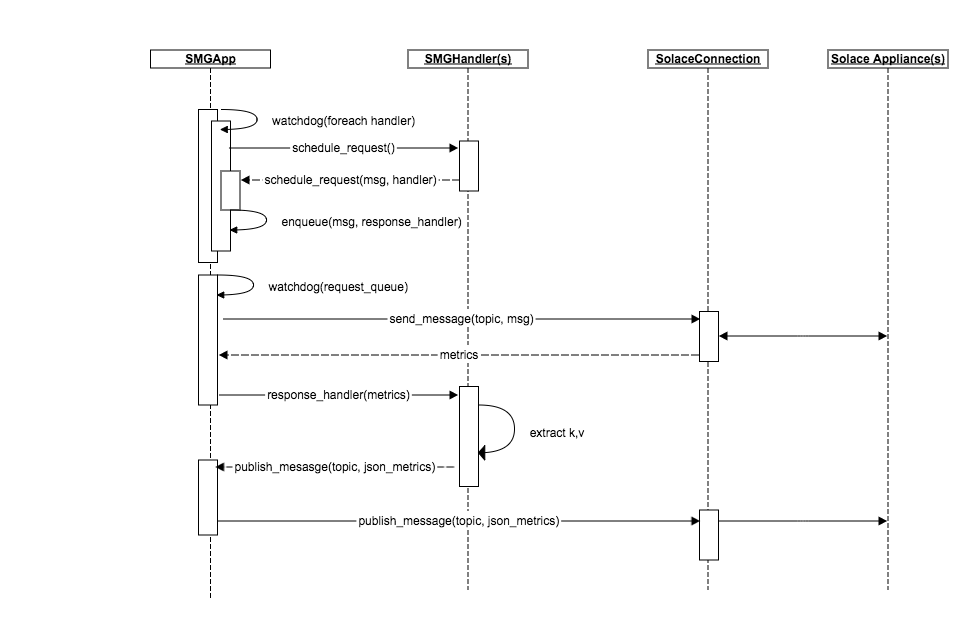 SMGApp
SMGHandler(s)
SolaceConnection
Solace Appliance(s)
watchdog(foreach handler)
schedule_request()
schedule_request(msg, handler)
enqueue(msg, response_handler)
watchdog(request_queue)
send_message(topic, msg)
metrics
response_handler(metrics)
extract k,v
publish_mesasge(topic, json_metrics)
publish_message(topic, json_metrics)